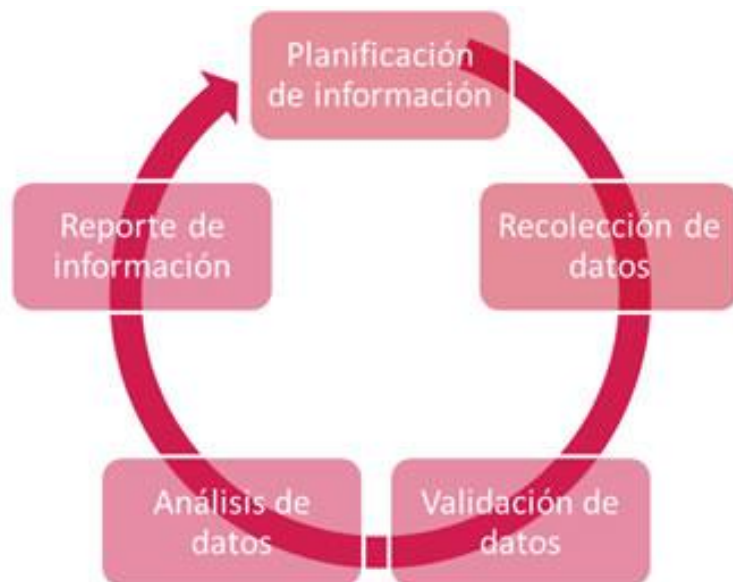 Planificación
de información
Recolección de
datos
Validación de
datos
Análisis de
datos
Reporte de
información